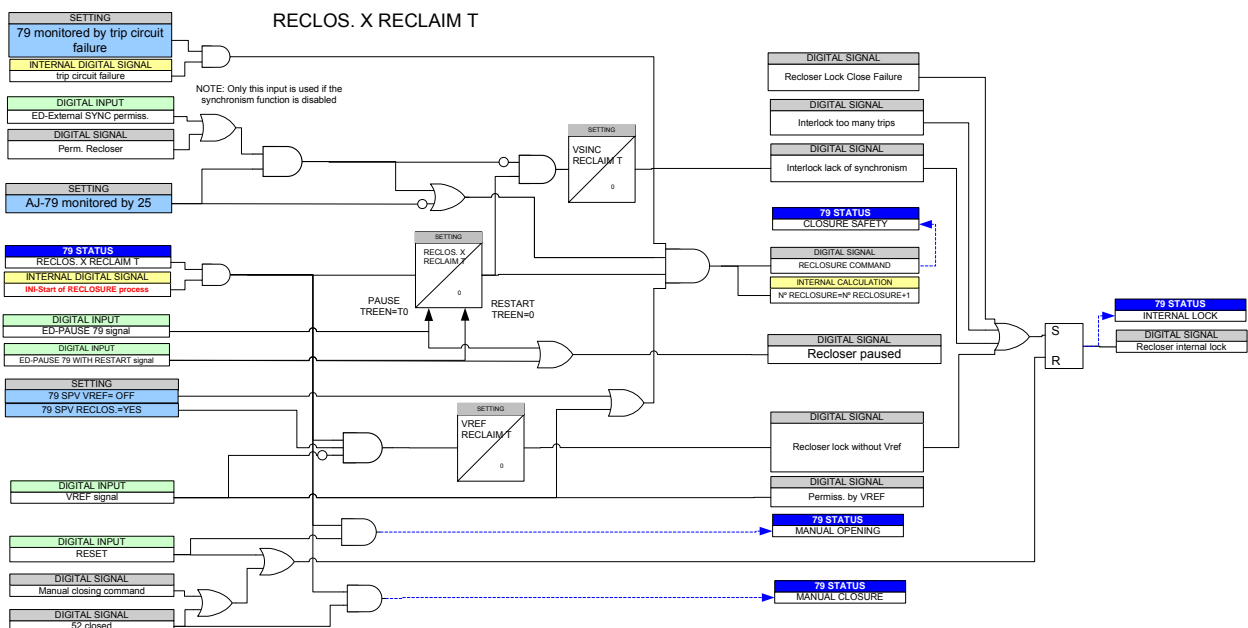 RECLOS. X RECLAIM T
SETTING
79 monitored by trip circuit
failure
INTERNAL DIGITAL SIGNAL
trip circuit failure
NOTE: Only this input is used if the
synchronism function is disabled
DIGITAL INPUT
ED-External SYNC permiss.
DIGITAL SIGNAL
Perm. Recloser
SETTING
AJ-79 monitored by 25
79 STATUS
RECLOS. X RECLAIM T
INTERNAL DIGITAL SIGNAL
INI-Start of RECLOSURE process
DIGITAL INPUT
ED-PAUSE 79 signal
DIGITAL INPUT
ED-PAUSE 79 WITH RESTART signal
SETTING
79 SPV VREF= OFF
79 SPV RECLOS.=YES
DIGITAL INPUT
VREF signal
DIGITAL INPUT
RESET
DIGITAL SIGNAL
Manual closing command
DIGITAL SIGNAL
52 closed
SETTING
VSINC
RECLAIM T
0
SETTING
RECLOS. X
RECLAIM T
0
PAUSE
TREEN=T0
RESTART
TREEN=0
SETTING
VREF
RECLAIM T
0
DIGITAL SIGNAL
Recloser Lock Close Failure
DIGITAL SIGNAL
Interlock too many trips
DIGITAL SIGNAL
Interlock lack of synchronism
79 STATUS
CLOSURE SAFETY
DIGITAL SIGNAL
RECLOSURE COMMAND
INTERNAL CALCULATION
Nº RECLOSURE=Nº RECLOSURE+1
DIGITAL SIGNAL
Recloser paused
DIGITAL SIGNAL
Recloser lock without Vref
DIGITAL SIGNAL
Permiss. by VREF
79 STATUS
MANUAL OPENING
79 STATUS
MANUAL CLOSURE
S
R
79 STATUS
INTERNAL LOCK
DIGITAL SIGNAL
Recloser internal lock